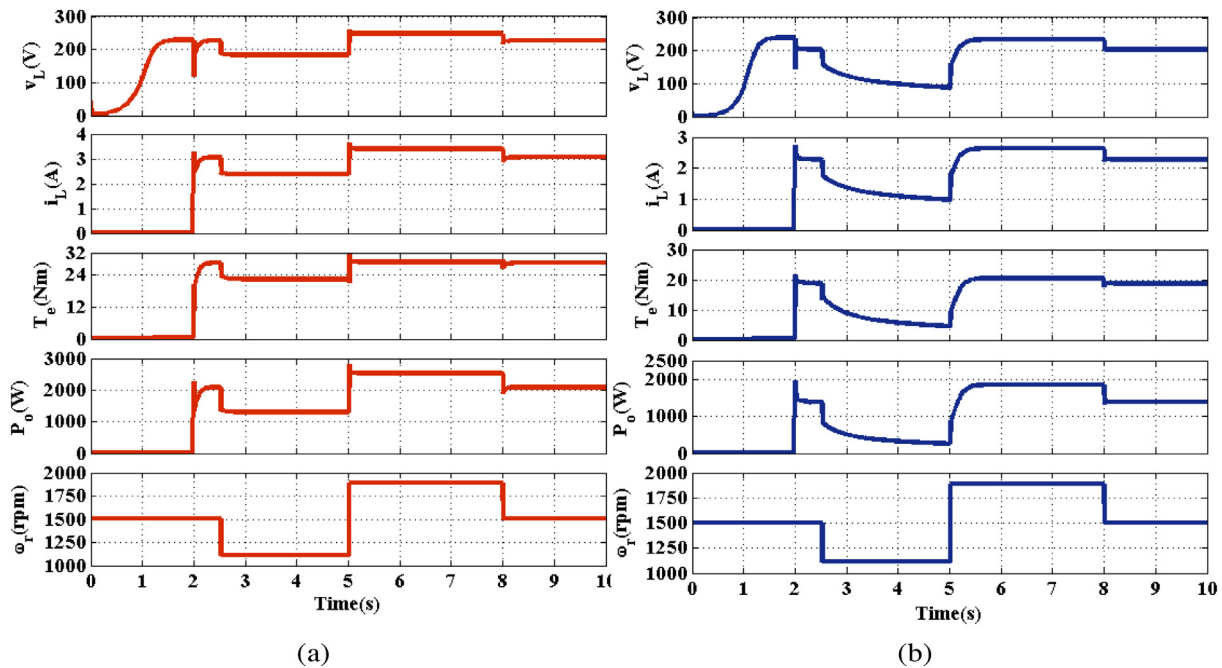 300
200
100
0
v_L(V)
4
3
2
1
0
i_L(A)
32
24
12
0
T_e(Nm)
3000
2000
1000
0
P_o(W)
2000
1750
1500
1250
1000
ω_r(rpm)
0 1 2 3 4 5 6 7 8 9 10
Time(s)
(a)
300
200
100
0
v_L(V)
3
2
1
0
i_L(A)
30
20
10
0
T_e(Nm)
2500
2000
1000
0
P_o(W)
2000
1750
1500
1250
1000
ω_r(rpm)
0 1 2 3 4 5 6 7 8 9 10
Time(s)
(b)